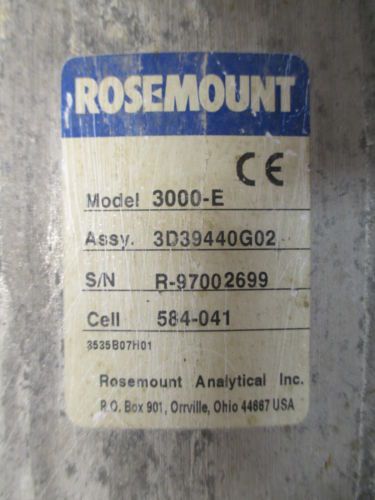 ROSEMOUNT
CE
Model 3000-E
Assy. 3D39440G02
S/N R-97002699
Cell 584-041
3535B07H01
Rosemount Analytical Inc.
P.O. Box 901, Orrville, Ohio 44667 USA